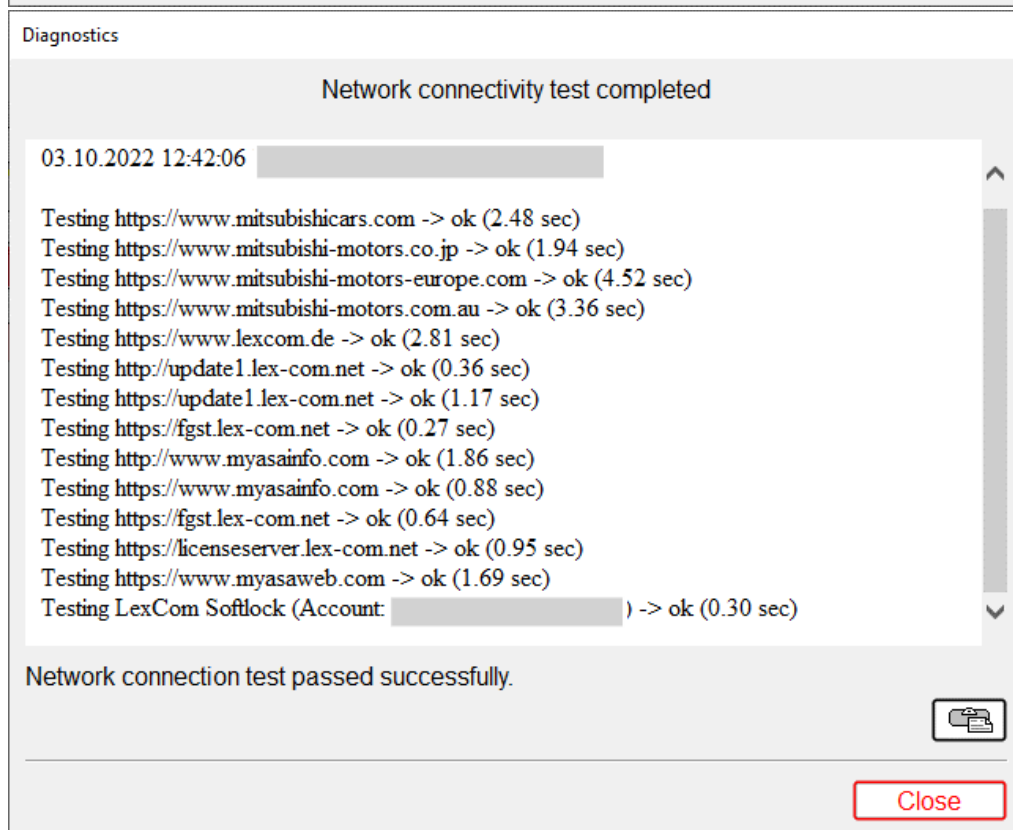 Diagnostics
Network connectivity test completed
03.10.2022 12:42:06
Testing https://www.mitsubishicars.com -> ok (2.48 sec)
Testing https://www.mitsubishi-motors.co.jp -> ok (1.94 sec)
Testing https://www.mitsubishi-motors-europe.com -> ok (4.52 sec)
Testing https://www.mitsubishi-motors.com.au -> ok (3.36 sec)
Testing https://www.lexcom.de -> ok (2.81 sec)
Testing http://update1.lex-com.net -> ok (0.36 sec)
Testing https://update1.lex-com.net -> ok (1.17 sec)
Testing https://fgst.lex-com.net -> ok (0.27 sec)
Testing http://www.myasainfo.com -> ok (1.86 sec)
Testing https://www.myasainfo.com -> ok (0.88 sec)
Testing https://fgst.lex-com.net -> ok (0.64 sec)
Testing https://licenseserver.lex-com.net -> ok (0.95 sec)
Testing https://www.myasaweb.com -> ok (1.69 sec)
Testing LexCom Softlock (Account: ) -> ok (0.30 sec)
Network connection test passed successfully.
Close